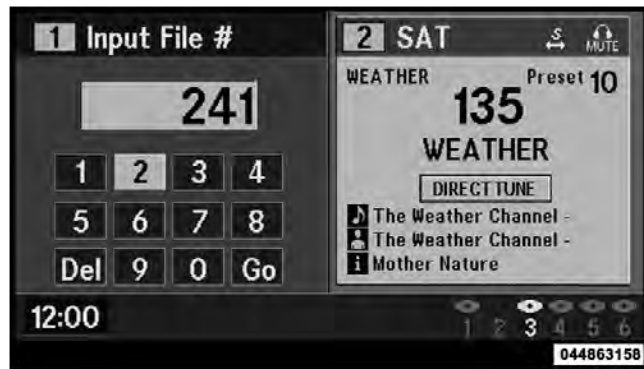 1 Input File #
241
1 2 3 4
5 6 7 8
Del 9 0 Go
2 SAT S MUTE
WEATHER Preset 10
135
WEATHER
DIRECT TUNE
The Weather Channel -
The Weather Channel -
i Mother Nature
12:00
1 2 3 4 5 6
044863158